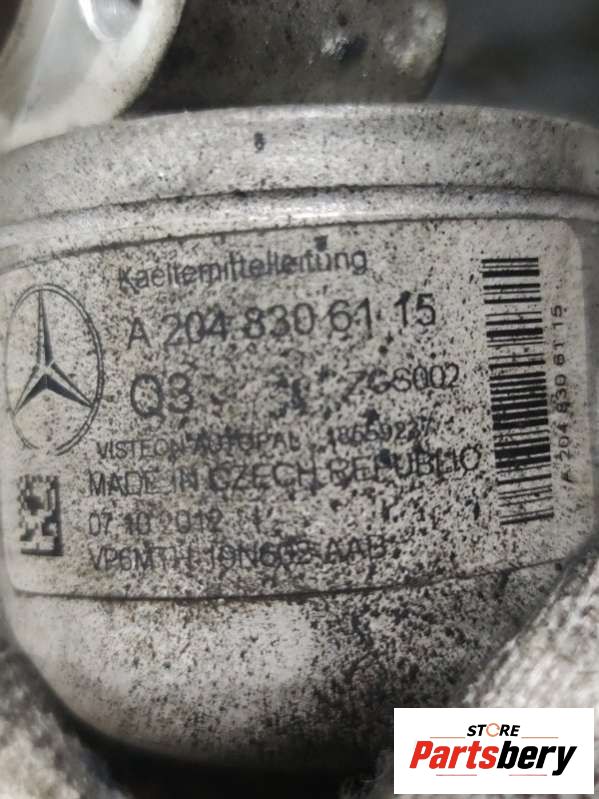 Kaeltemittelleitung
A 204 830 61 15
Q3 ZGS002
VISTEON AUTOPAL
MADE IN CZECH REPUBLIC
07.10.2012
A 204 830 61 15
STORE
Partsbery